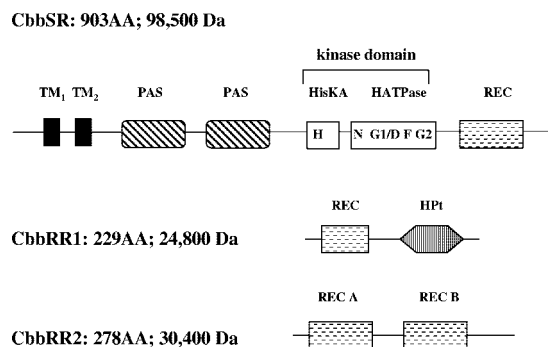 CbbSR: 903AA; 98,500 Da
kinase domain
TM1 TM2 PAS PAS HisKA HATPase REC
H N G1/D F G2
REC HPt
CbbRR1: 229AA; 24,800 Da
REC A REC B
CbbRR2: 278AA; 30,400 Da